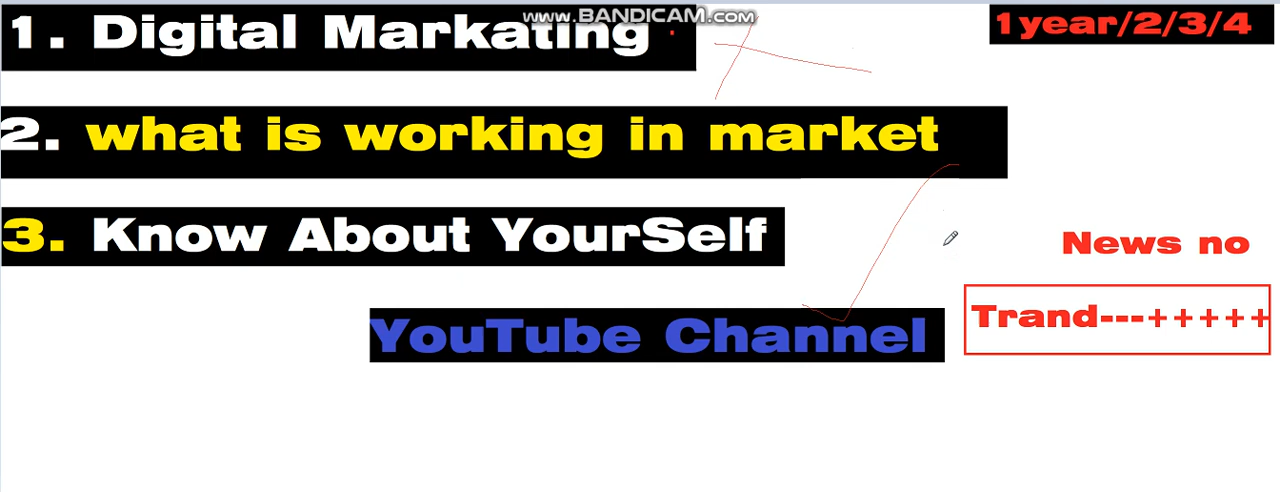 www.BANDICAM.com
1. Digital Markating
1year/2/3/4
2. what is working in market
3. Know About YourSelf
News no
Trand---+++++
YouTube Channel